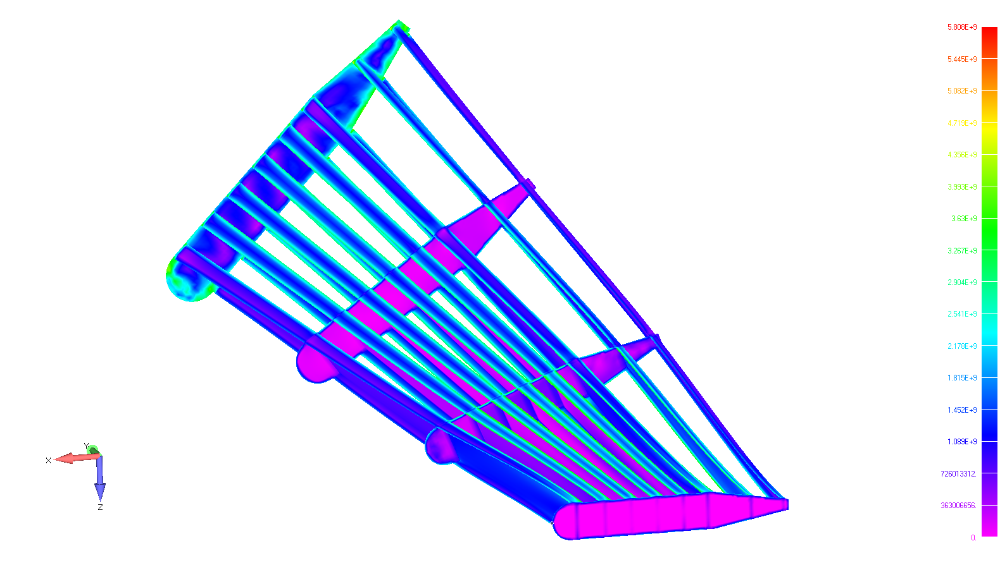 5.808E+9
5.445E+9
5.082E+9
4.719E+9
4.356E+9
3.993E+9
3.63E+9
3.267E+9
2.904E+9
2.541E+9
2.178E+9
1.815E+9
1.452E+9
1.089E+9
726013312.
363006656.
0.
Y
X
Z